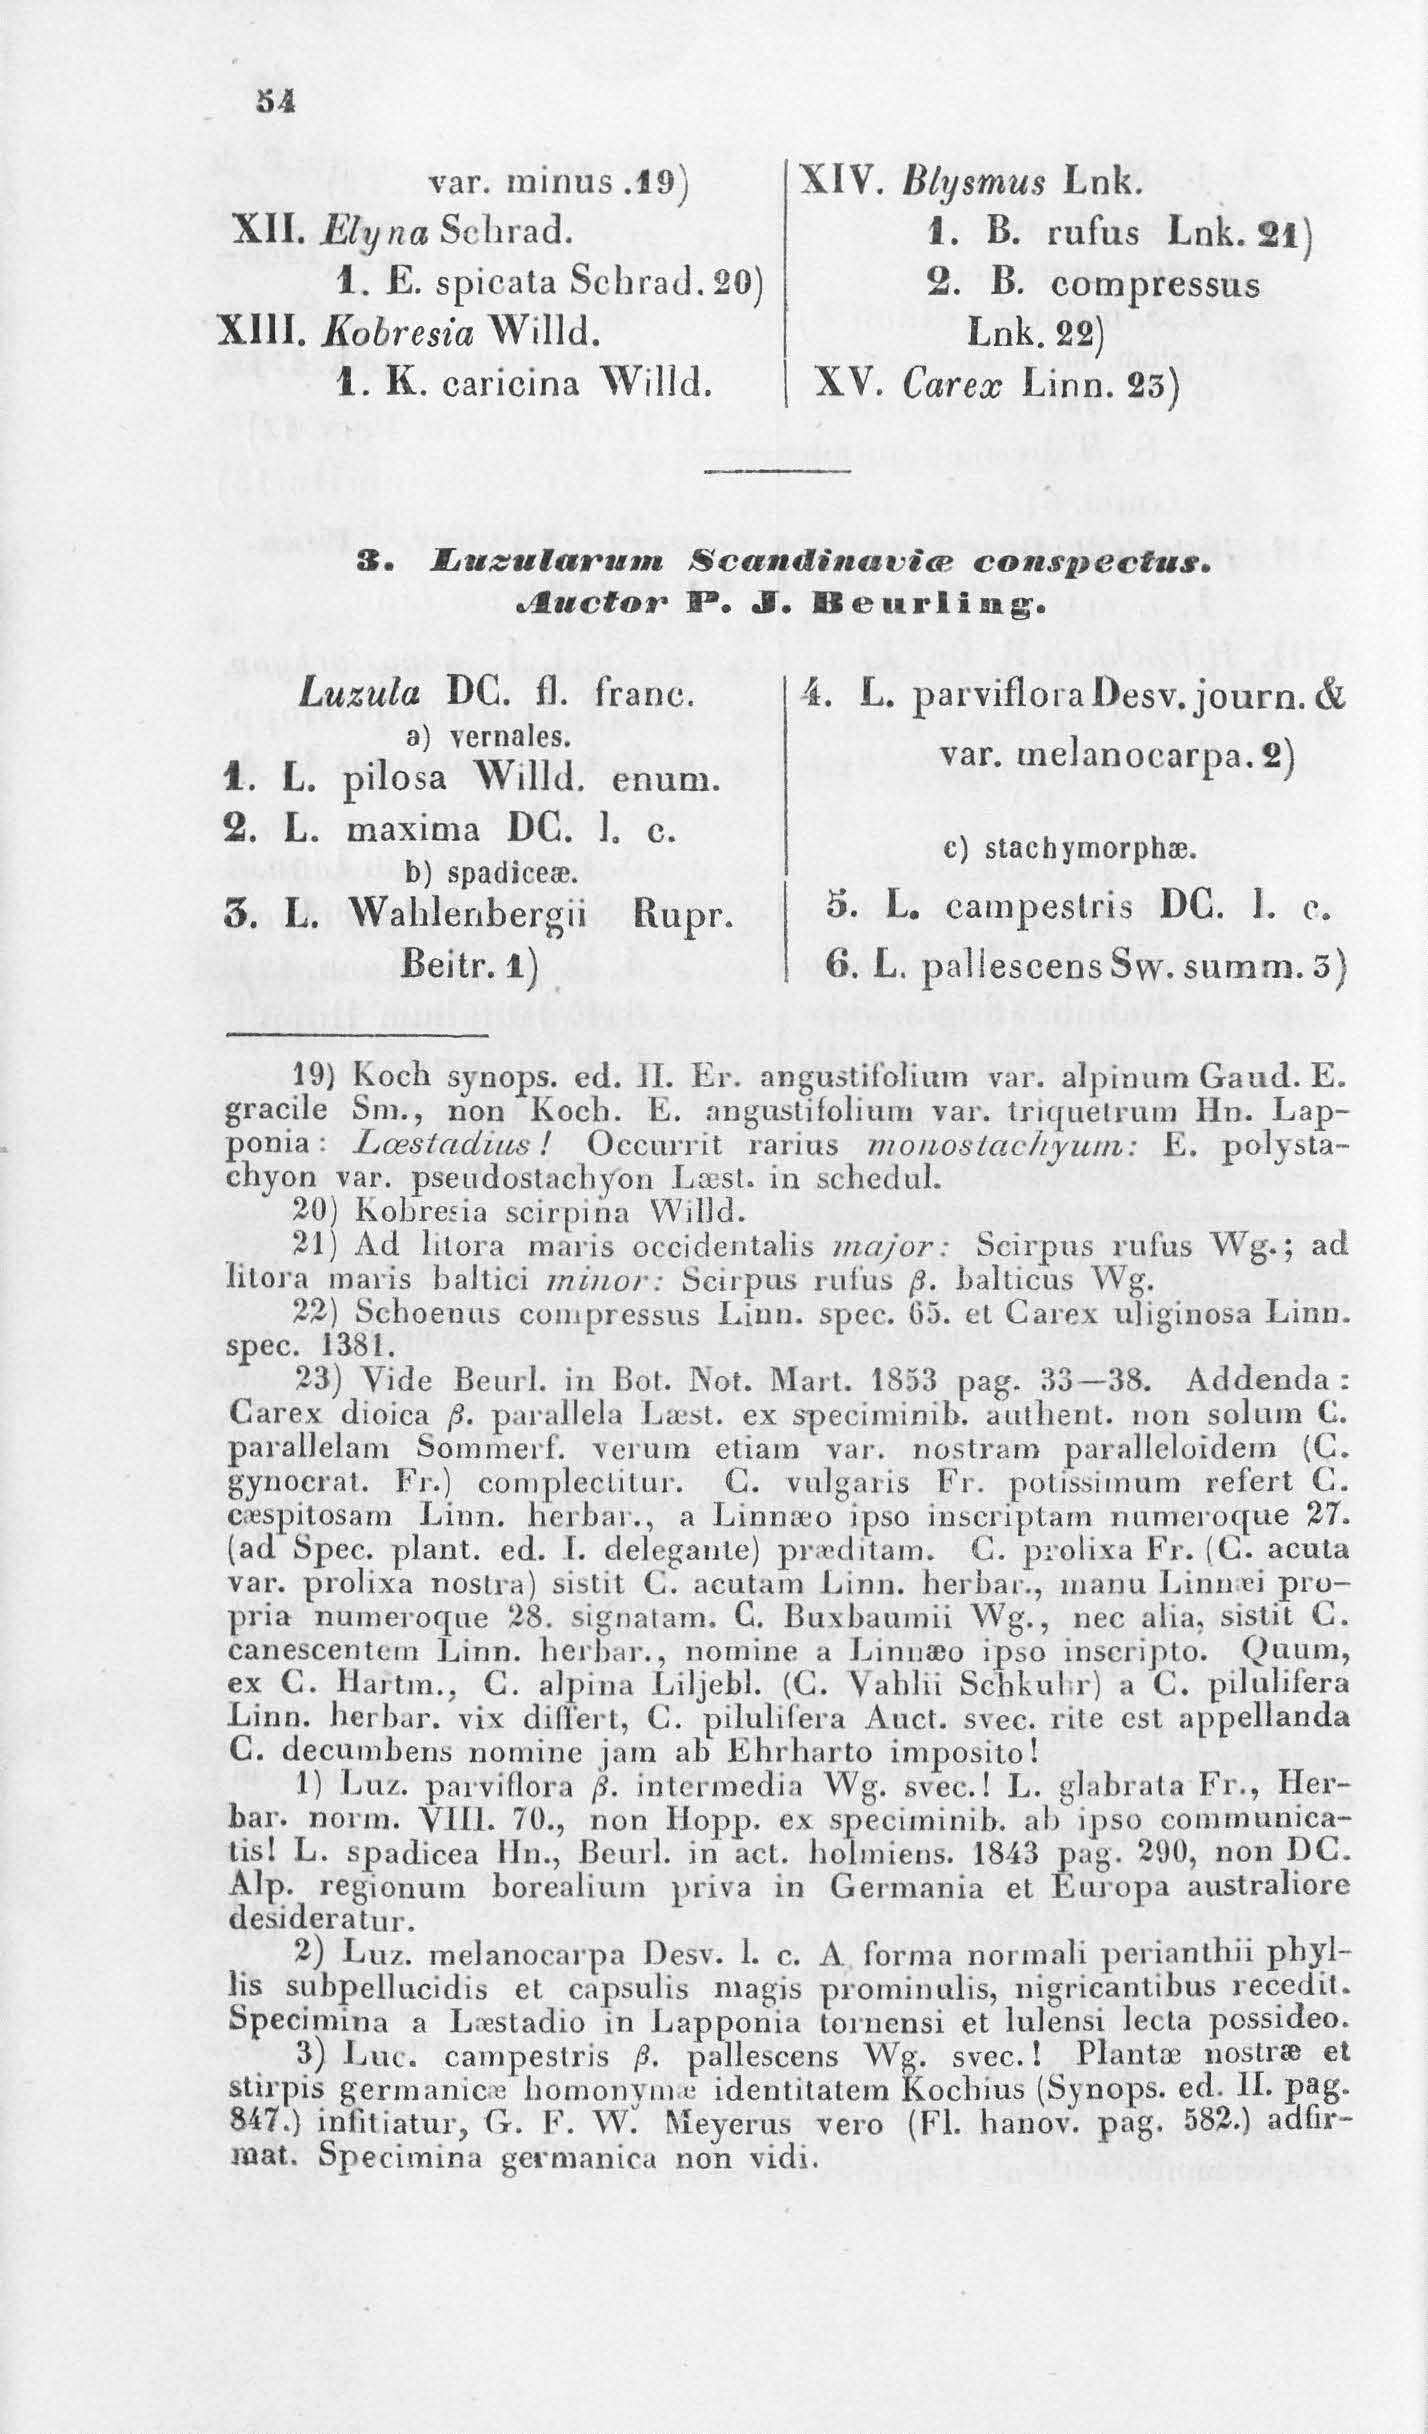 54
var. minus .19)
XII. Elyna Schrad.
1. E. spicata Schrad. 20)
XIII. Kobresia Willd.
1. K. caricina Willd.
XIV. Blysmus Lnk.
1. B. rufus Lnk. 21)
2. B. compressus
Lnk. 22)
XV. Carex Linn. 23)
3. Luzularum Scandinaviæ conspectus.
Auctor P. J. Beurling.
Luzula DC. fl. franc.
a) vernales.
1. L. pilosa Willd. enum.
2. L. maxima DC. l. c.
b) spadiceæ.
3. L. Wahlenbergii Rupr.
Beitr. 1)
4. L. parviflora Desv. journ. &
var. melanocarpa. 2)
c) stachymorphæ.
5. L. campestris DC. l. c.
6. L. pallescens Sw. summ. 3)
19) Koch synops. ed. II. Er. angustifolium var. alpinum Gaud. E.
gracile Sm., non Koch. E. angustifolium var. triquetrum Hn. Lap-
ponia: Læstadius! Occurrit rarius monostachyum: E. polysta-
chyon var. pseudostachyon Læst. in schedul.
20) Kobresia scirpina Willd.
21) Ad litora maris occidentalis major: Scirpus rufus Wg.; ad
litora maris baltici minor: Scirpus rufus β. balticus Wg.
22) Schoenus compressus Linn. spec. 65. et Carex uliginosa Linn.
spec. 1381.
23) Vide Beurl. in Bot. Not. Mart. 1853 pag. 33—38. Addenda:
Carex dioica β. parallela Læst. ex speciminib. authent. non solum C.
parallelam Sommerf. verum etiam var. nostram paralleloïdem (C.
gynocrat. Fr.) complectitur. C. vulgaris Fr. potissimum refert C.
cæspitosam Linn. herbar., a Linnæo ipso inscriptam numeroque 27.
(ad Spec. plant. ed. I. delegante) præditam. C. prolixa Fr. (C. acuta
var. prolixa nostra) sistit C. acutam Linn. herbar., manu Linnæi pro-
pria numeroque 28. signatam. C. Buxbaumii Wg., nec alia, sistit C.
canescentem Linn. herbar., nomine a Linnæo ipso inscripto. Quum,
ex C. Hartm., C. alpina Liljebl. (C. Vahlii Schkuhr) a C. pilulifera
Linn. herbar. vix differt, C. pilulifera Auct. svec. rite est appellanda
C. decumbens nomine jam ab Ehrharto imposito!
1) Luz. parviflora β. intermedia Wg. svec.! L. glabrata Fr., Her-
bar. norm. VIII. 70., non Hopp. ex speciminib. ab ipso communica-
tis! L. spadicea Hn., Beurl. in act. holmiens. 1843 pag. 290, non DC.
Alp. regionum borealium priva in Germania et Europa australiore
desideratur.
2) Luz. melanocarpa Desv. l. c. A forma normali perianthii phyl-
lis subpellucidis et capsulis magis prominulis, nigricantibus recedit.
Specimina a Læstadio in Lapponia tornensi et lulensi lecta possideo.
3) Luc. campestris β. pallescens Wg. svec.! Plantæ nostræ et
stirpis germanicæ homonymæ identitatem Kochius (Synops. ed. II. pag.
847.) infitiatur, G. F. W. Meyerus vero (Fl. hanov. pag. 582.) adfir-
mat. Specimina germanica non vidi.